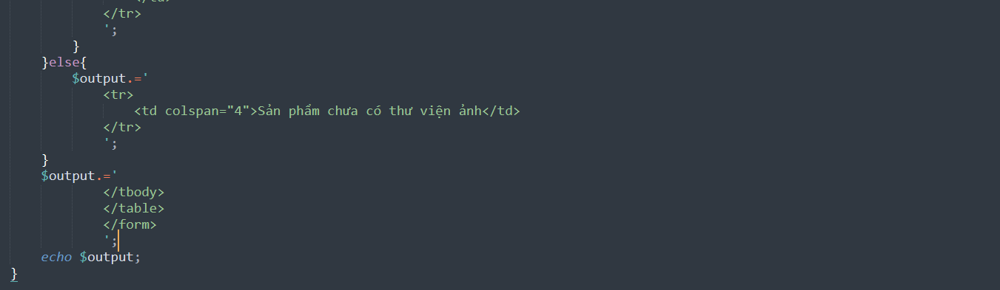 </tr>
';
}
}else{
$output.='
<tr>
<td colspan="4">Sản phẩm chưa có thư viện ảnh</td>
</tr>
';
}
$output.='
</tbody>
</table>
</form>
';
echo $output;
}